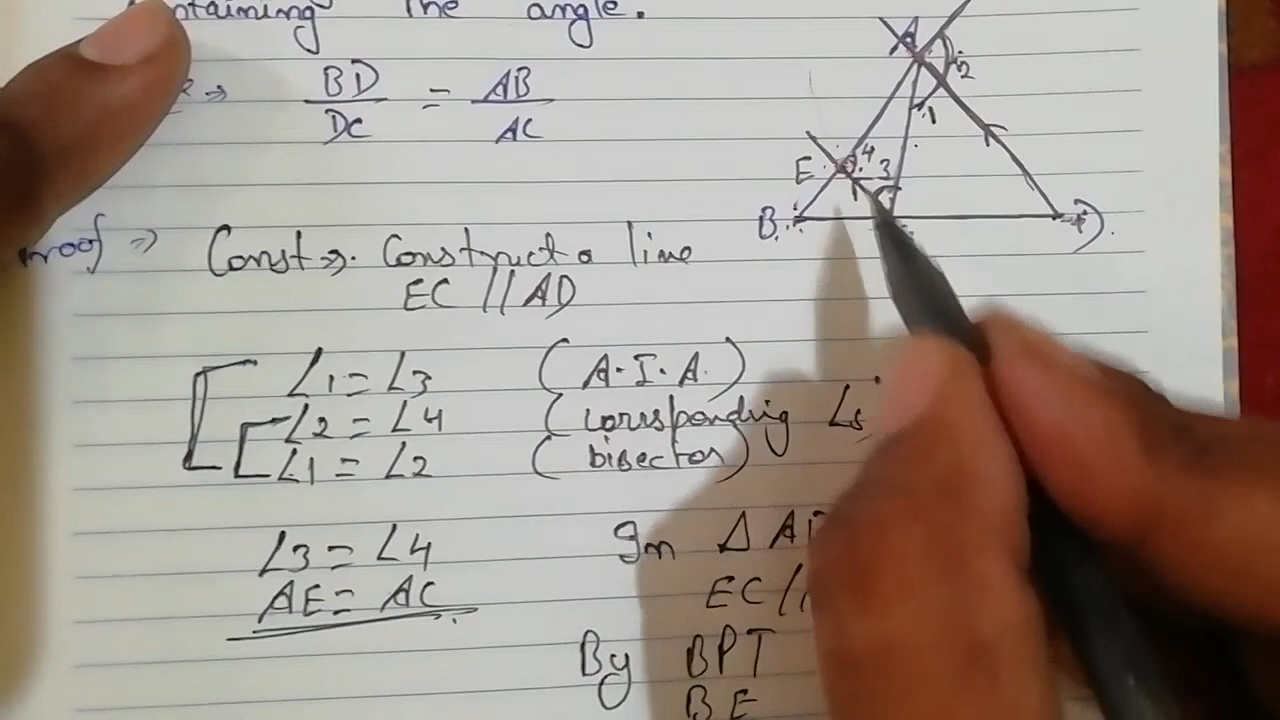 The angle.
BD/DC = AB/AC
Const ⇒. Construct a line
EC // AD
∠1 = ∠3 (A.I.A.)
∠2 = ∠4 (corresponding ∠s
∠1 = ∠2 (bisector)
∠3 = ∠4
AE = AC
In Δ
EC //
By BPT
BE
A
2
1
E
4
3
B
D